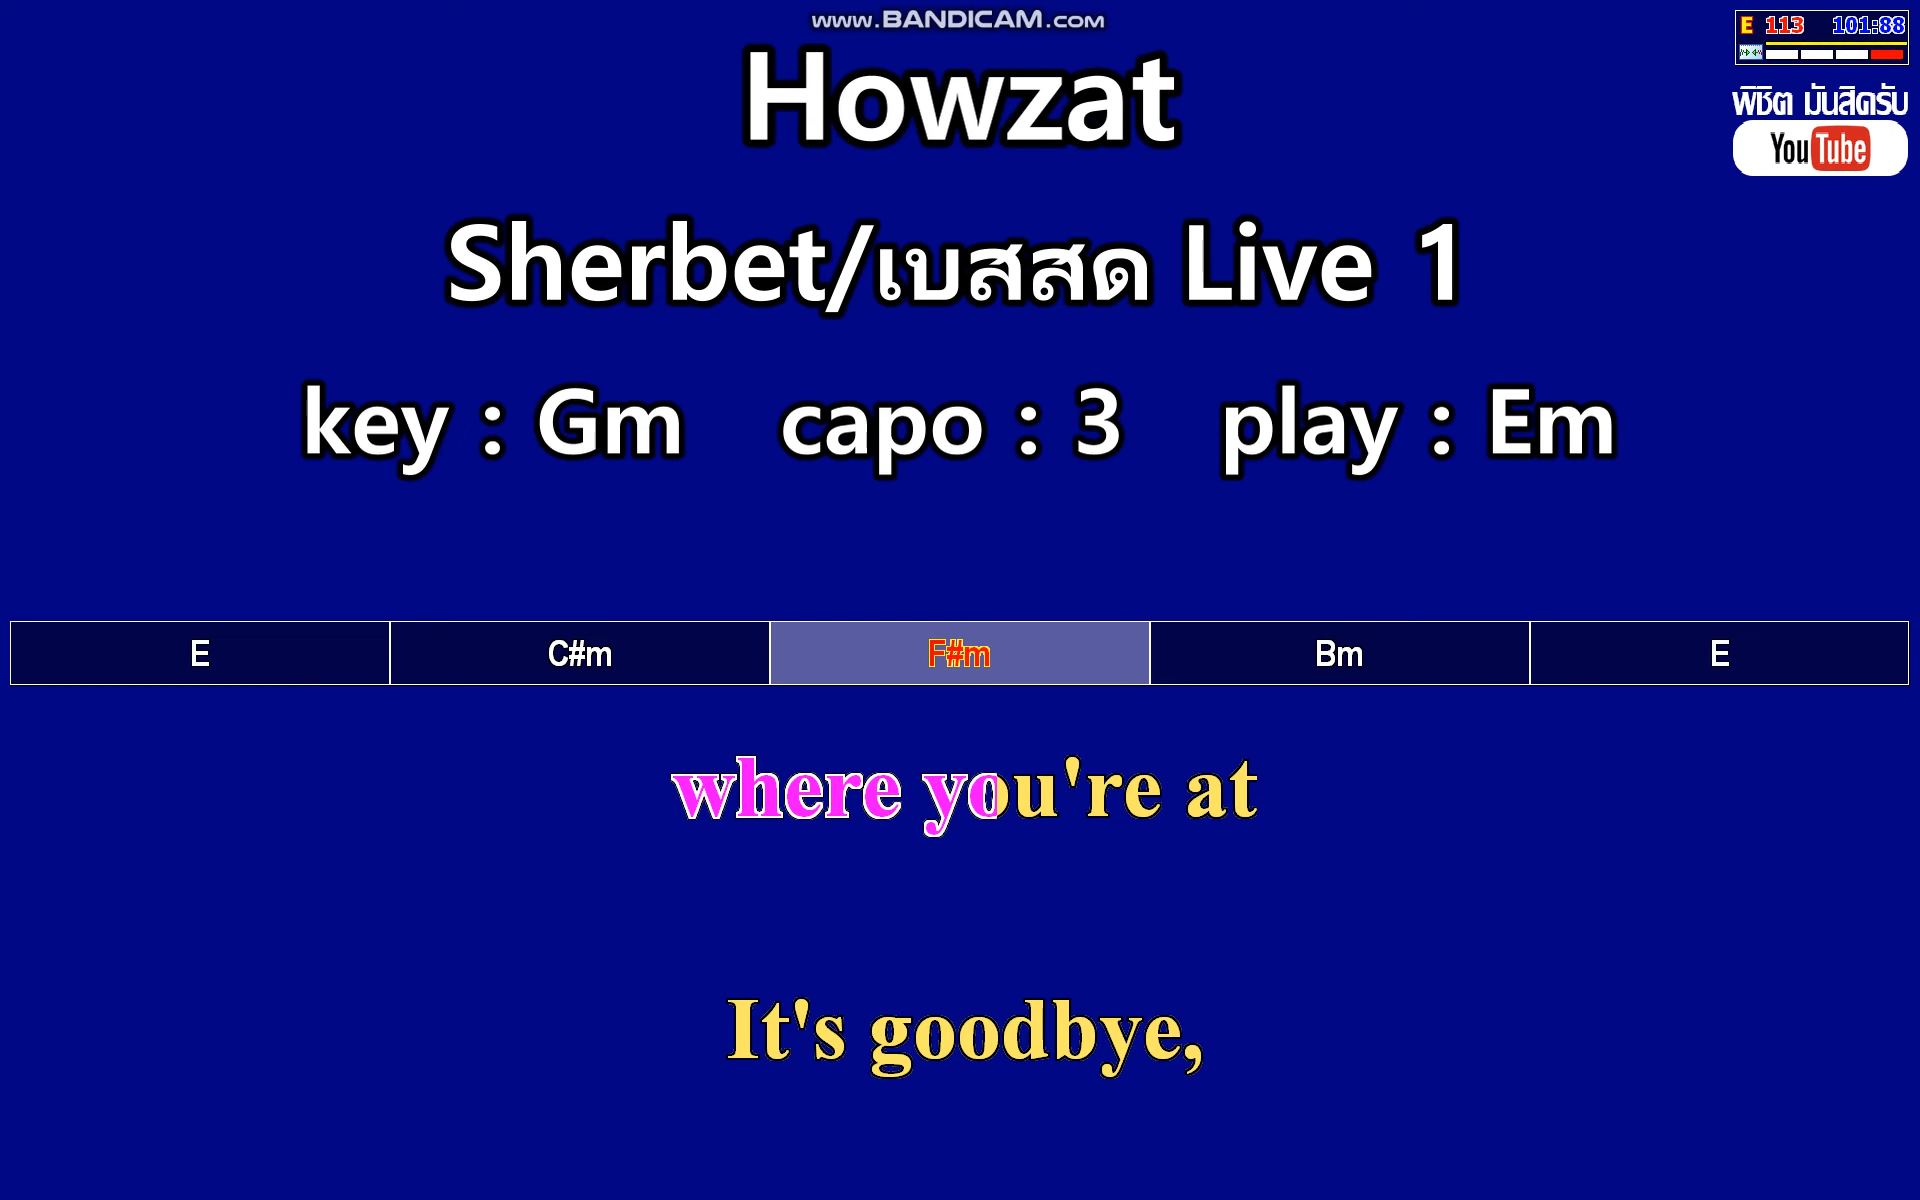 www.BANDICAM.com
E 113 101:88
Howzat
พิชิต มันสิครับ
YouTube
Sherbet/เบสสด Live 1
key : Gm capo : 3 play : Em
E C#m F#m Bm E
where you're at
It's goodbye,